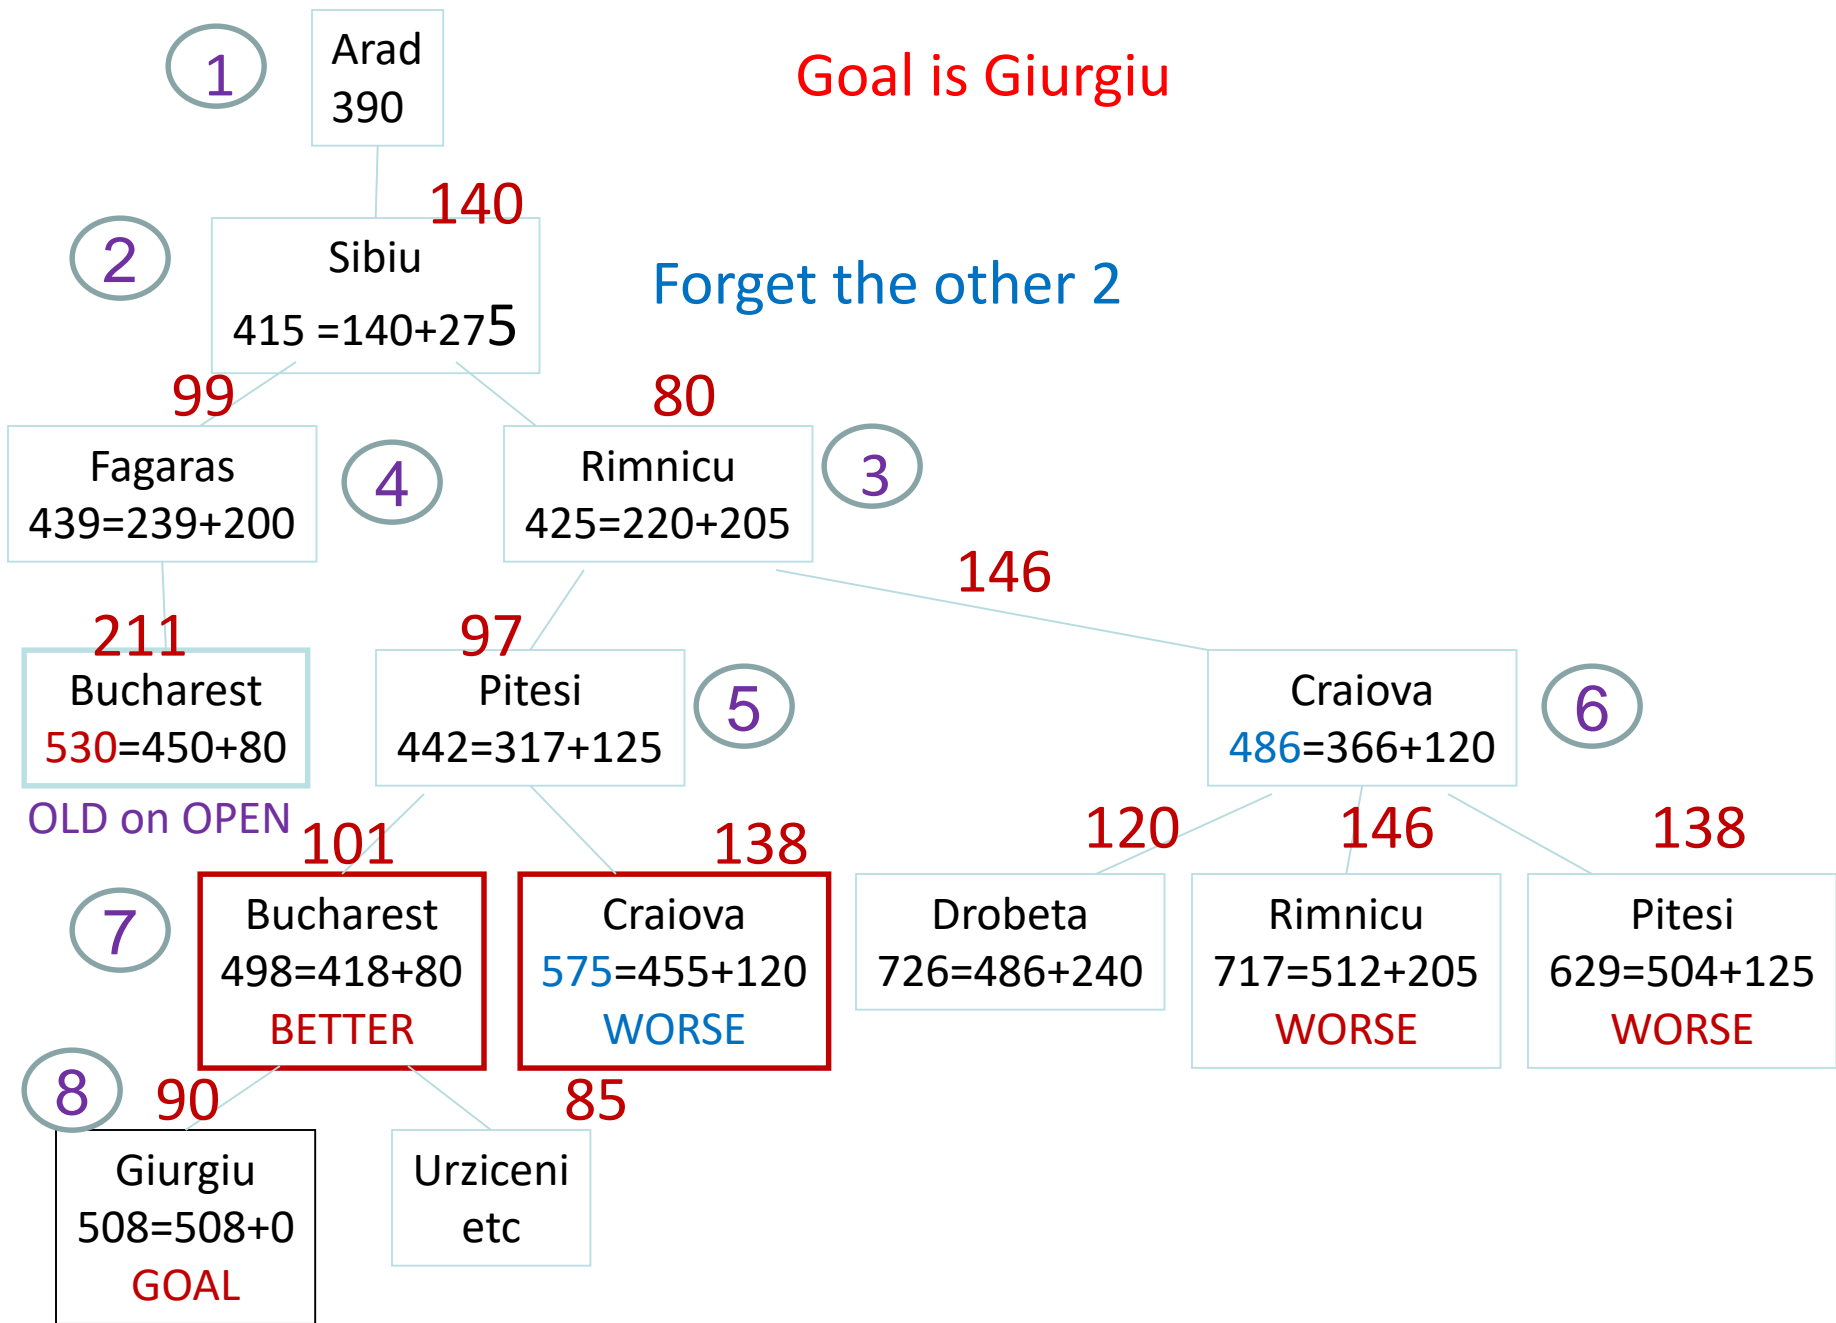 1
Arad
390
Goal is Giurgiu
140
2
Sibiu
415 =140+275
Forget the other 2
99
80
Fagaras
439=239+200
4
Rimnicu
425=220+205
3
146
211
Bucharest
530=450+80
OLD on OPEN
97
Pitesi
442=317+125
5
Craiova
486=366+120
6
101
138
120
146
138
7
Bucharest
498=418+80
BETTER
Craiova
575=455+120
WORSE
Drobeta
726=486+240
Rimnicu
717=512+205
WORSE
Pitesi
629=504+125
WORSE
8
90
85
Giurgiu
508=508+0
GOAL
Urziceni
etc